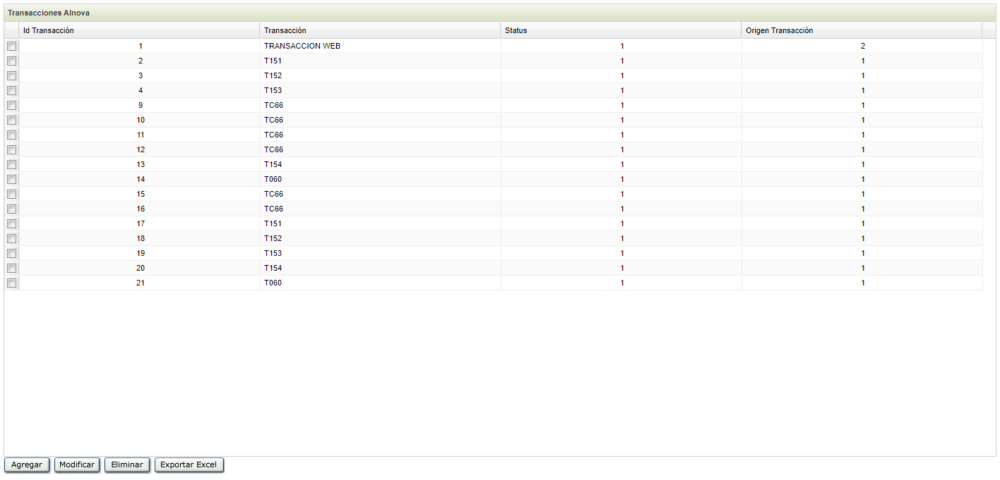 Transacciones Alnova
Id Transacción Transacción Status Origen Transacción
1 TRANSACCION WEB 1 2
2 T151 1 1
3 T152 1 1
4 T153 1 1
9 TC66 1 1
10 TC66 1 1
11 TC66 1 1
12 TC66 1 1
13 T154 1 1
14 T060 1 1
15 TC66 1 1
16 TC66 1 1
17 T151 1 1
18 T152 1 1
19 T153 1 1
20 T154 1 1
21 T060 1 1
Agregar Modificar Eliminar Exportar Excel